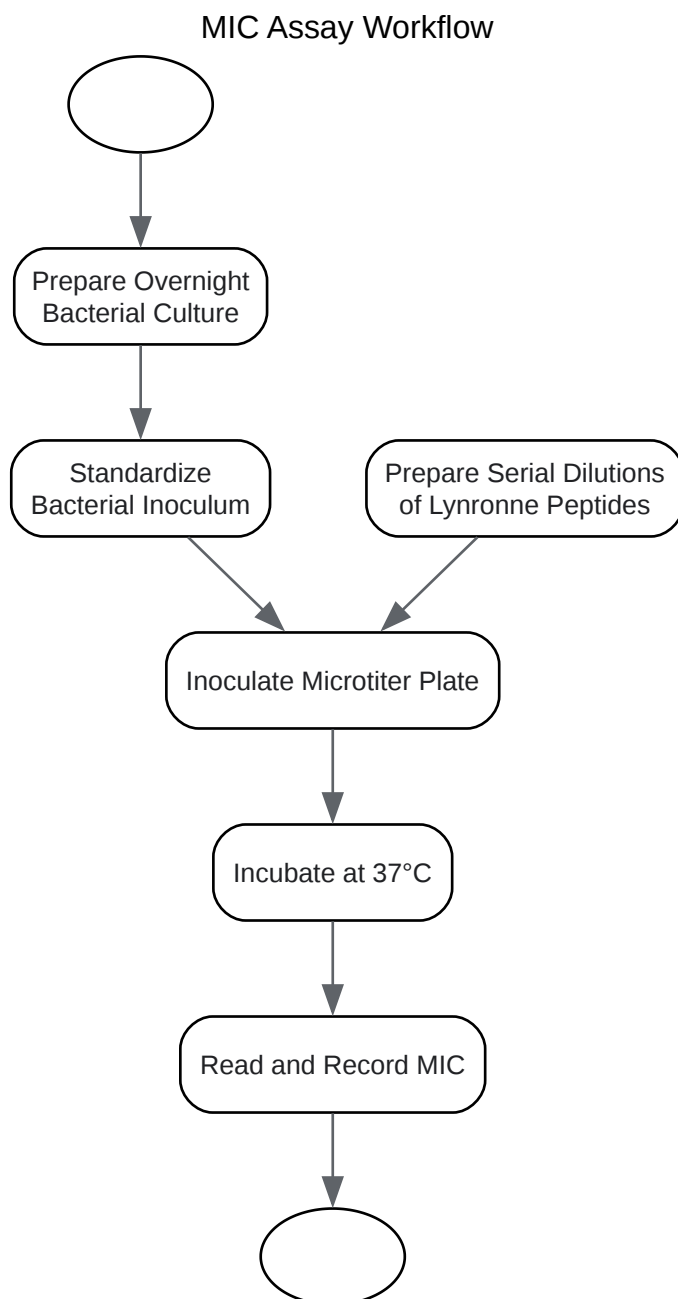 MIC Assay Workflow
Prepare Overnight
Bacterial Culture
Standardize
Bacterial Inoculum
Prepare Serial Dilutions
of Lynronne Peptides
Inoculate Microtiter Plate
Incubate at 37°C
Read and Record MIC